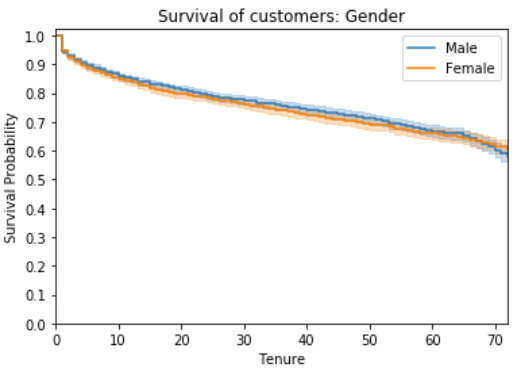 Survival of customers: Gender
Male
Female
Survival Probability
1.0
0.9
0.8
0.7
0.6
0.5
0.4
0.3
0.2
0.1
0.0
0 10 20 30 40 50 60 70
Tenure